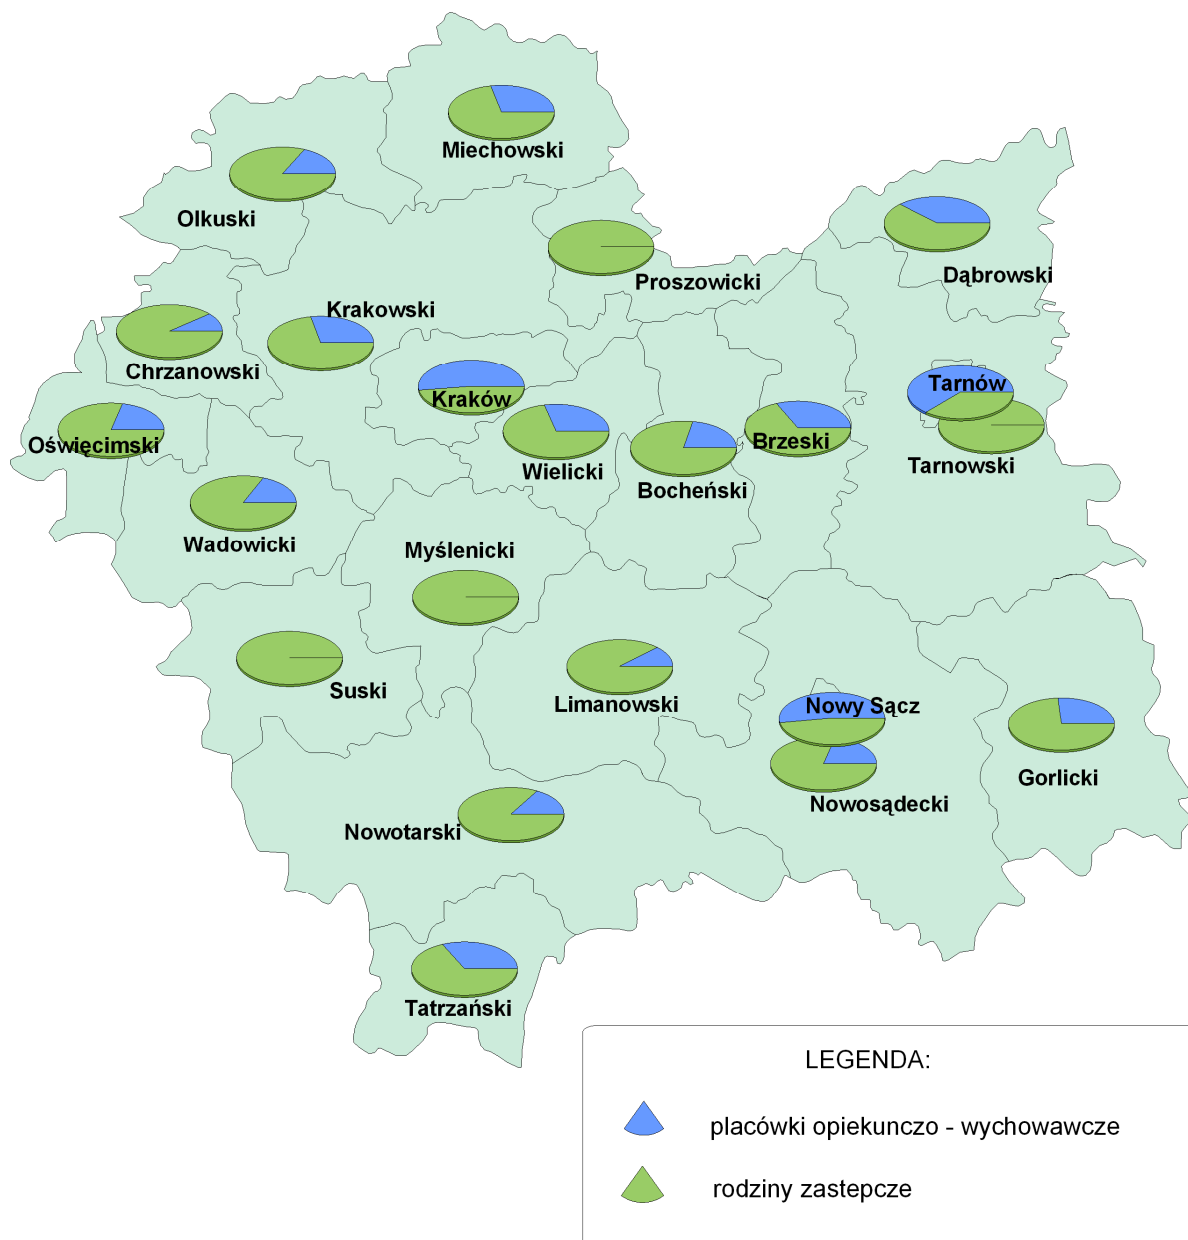 Miechowski
Olkuski
Dąbrowski
Proszowicki
Krakowski
Chrzanowski
Tarnów
Kraków
Oświęcimski
Brzeski
Wielicki
Tarnowski
Bocheński
Wadowicki
Myślenicki
Suski
Limanowski
Nowy Sącz
Gorlicki
Nowosądecki
Nowotarski
Tatrzański
LEGENDA:
placówki opiekunczo - wychowawcze
rodziny zastepcze